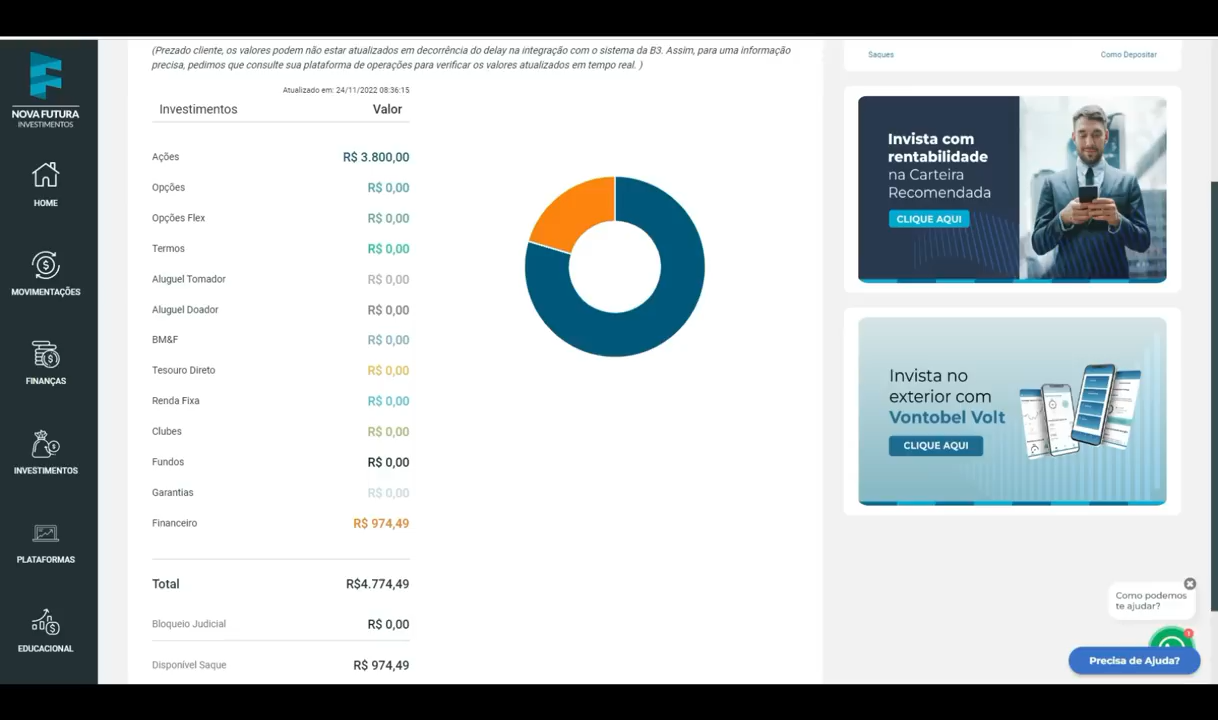 (Prezado cliente, os valores podem não estar atualizados em decorrência do delay na integração com o sistema da B3. Assim, para uma informação
precisa, pedimos que consulte sua plataforma de operações para verificar os valores atualizados em tempo real. )
Atualizado em: 24/11/2022 08:36:15
Investimentos Valor
Ações R$ 3.800,00
Opções R$ 0,00
Opções Flex R$ 0,00
Termos R$ 0,00
Aluguel Tomador R$ 0,00
Aluguel Doador R$ 0,00
BM&F R$ 0,00
Tesouro Direto R$ 0,00
Renda Fixa R$ 0,00
Clubes R$ 0,00
Fundos R$ 0,00
Garantias R$ 0,00
Financeiro R$ 974,49
Total R$4.774,49
Bloqueio Judicial R$ 0,00
Disponível Saque R$ 974,49
NOVA FUTURA
INVESTIMENTOS
HOME
MOVIMENTAÇÕES
FINANÇAS
INVESTIMENTOS
PLATAFORMAS
EDUCACIONAL
Saques Como Depositar
Invista com
rentabilidade
na Carteira
Recomendada
CLIQUE AQUI
Invista no
exterior com
Vontobel Volt
CLIQUE AQUI
Como podemos
te ajudar?
1
Precisa de Ajuda?